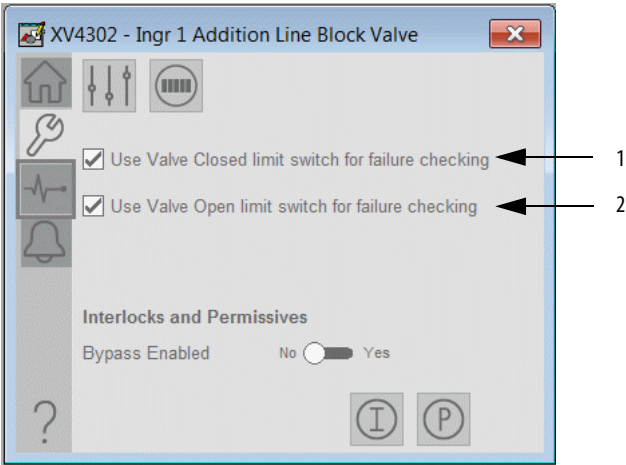 XV4302 - Ingr 1 Addition Line Block Valve
Use Valve Closed limit switch for failure checking
1
Use Valve Open limit switch for failure checking
2
Interlocks and Permissives
Bypass Enabled No Yes
? I P